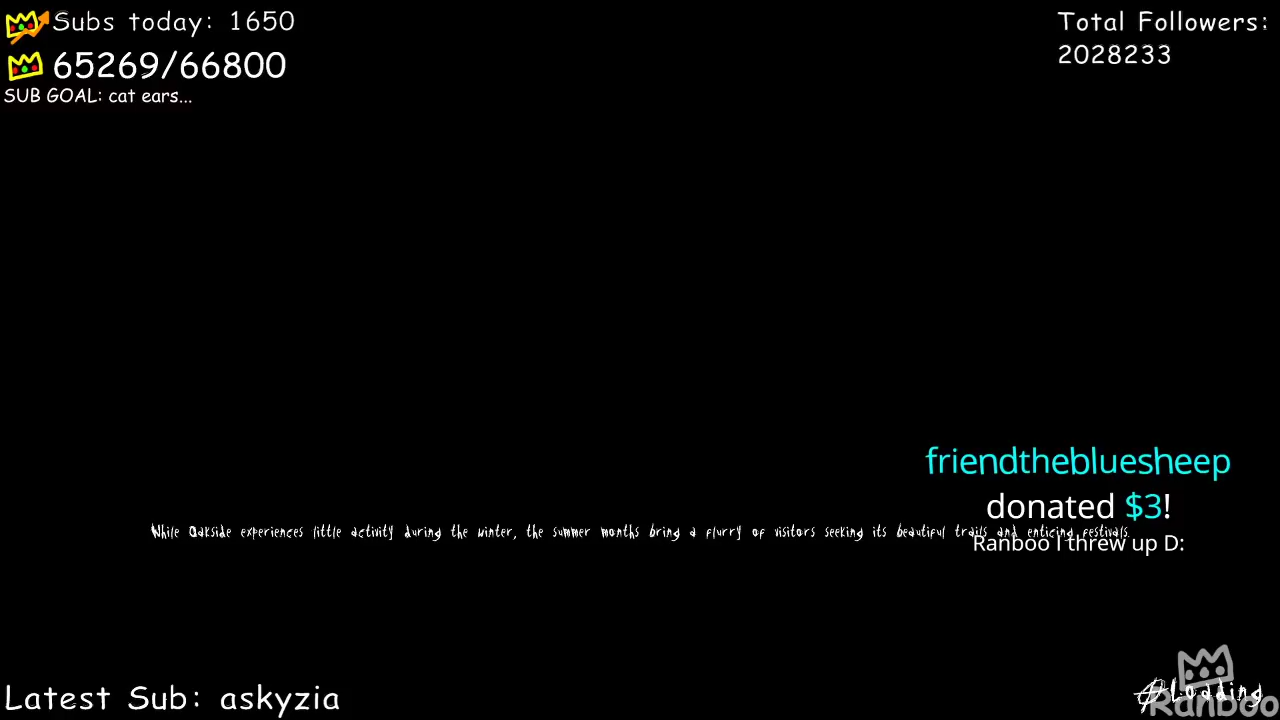 Subs today: 1650
65269/66800
SUB GOAL: cat ears...
Total Followers:
2028233
friendthebluesheep
donated $3!
Ranboo I threw up D:
While Oakside experiences little activity during the winter, the summer months bring a flurry of visitors seeking its beautiful trails and enticing festivals.
Latest Sub: askyzia
Loading
Ranboo